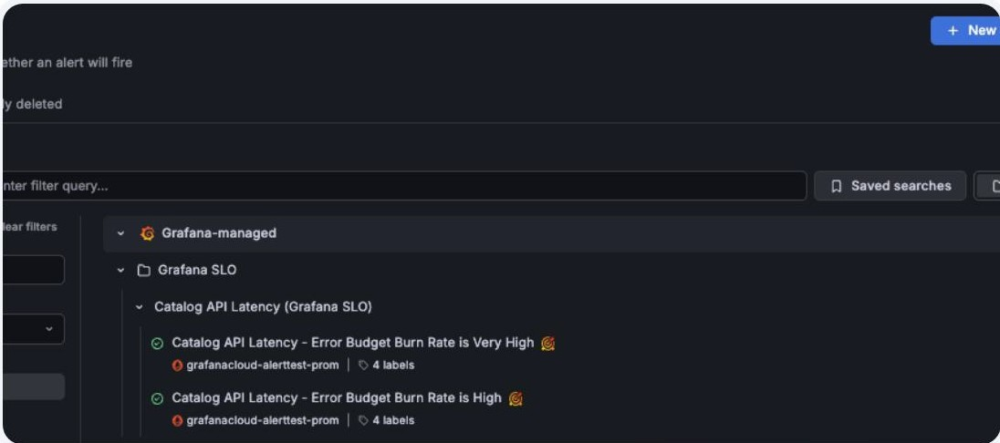 + New
ether an alert will fire
ly deleted
nter filter query...
Saved searches
lear filters
Grafana-managed
Grafana SLO
Catalog API Latency (Grafana SLO)
Catalog API Latency - Error Budget Burn Rate is Very High
grafanacloud-alerttest-prom | 4 labels
Catalog API Latency - Error Budget Burn Rate is High
grafanacloud-alerttest-prom | 4 labels